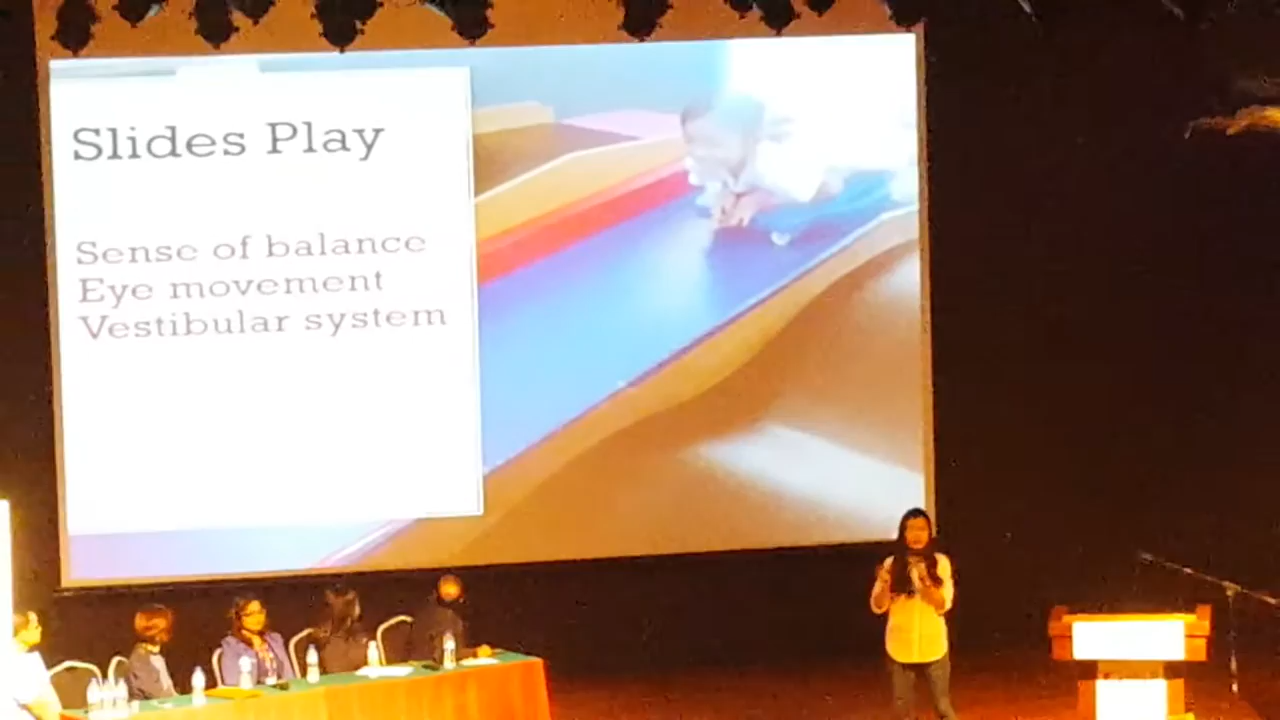 Slides Play
Sense of balance
Eye movement
Vestibular system